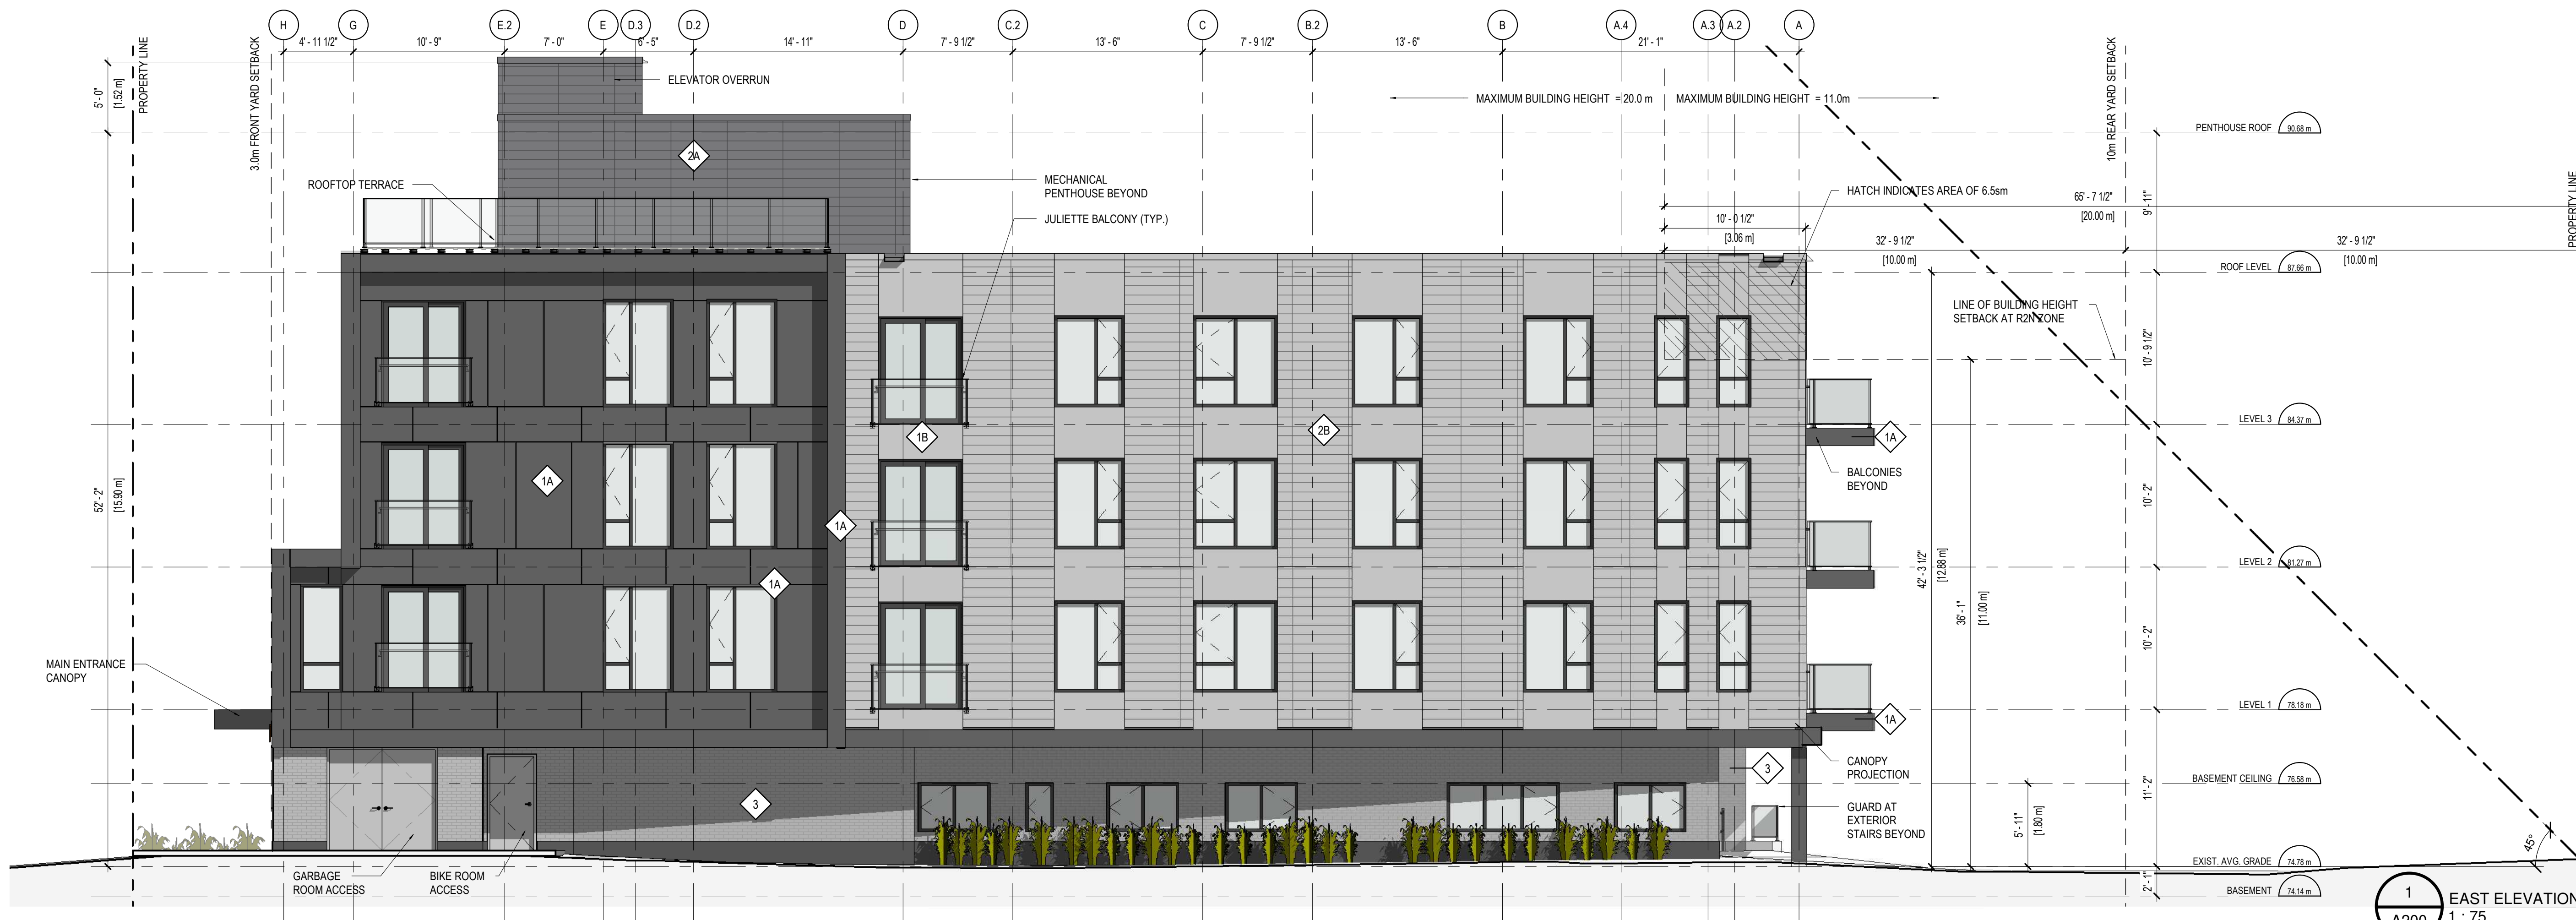 H
G
E.2
E
D.3
D.2
D
C.2
C
B.2
B
A.4
A.3
A.2
A
4' - 11 1/2"
10' - 9"
7' - 0"
6' - 5"
14' - 11"
7' - 9 1/2"
13' - 6"
7' - 9 1/2"
13' - 6"
21' - 1"
PROPERTY LINE
3.0m FRONT YARD SETBACK
5' - 0"
[1.52 m]
52' - 2"
[15.90 m]
ELEVATOR OVERRUN
2A
ROOFTOP TERRACE
MECHANICAL
PENTHOUSE BEYOND
JULIETTE BALCONY (TYP.)
MAXIMUM BUILDING HEIGHT = 20.0 m
MAXIMUM BUILDING HEIGHT = 11.0m
10m REAR YARD SETBACK
PROPERTY LINE
HATCH INDICATES AREA OF 6.5sm
65' - 7 1/2"
[20.00 m]
10' - 0 1/2"
[3.06 m]
32' - 9 1/2"
[10.00 m]
32' - 9 1/2"
[10.00 m]
LINE OF BUILDING HEIGHT
SETBACK AT R2N ZONE
PENTHOUSE ROOF
90.68 m
9' - 11"
ROOF LEVEL
87.66 m
10' - 9 1/2"
LEVEL 3
84.37 m
10' - 2"
LEVEL 2
81.27 m
10' - 2"
LEVEL 1
78.18 m
11' - 2"
BASEMENT CEILING
76.58 m
EXIST. AVG. GRADE
74.78 m
2' - 1"
BASEMENT
74.14 m
42' - 3 1/2"
[12.88 m]
36' - 1"
[11.00 m]
5' - 11"
[1.80 m]
45°
1A
1A
1A
1B
2B
1A
1A
3
3
BALCONIES
BEYOND
CANOPY
PROJECTION
GUARD AT
EXTERIOR
STAIRS BEYOND
MAIN ENTRANCE
CANOPY
GARBAGE
ROOM ACCESS
BIKE ROOM
ACCESS
1
A200
EAST ELEVATION
1 : 75